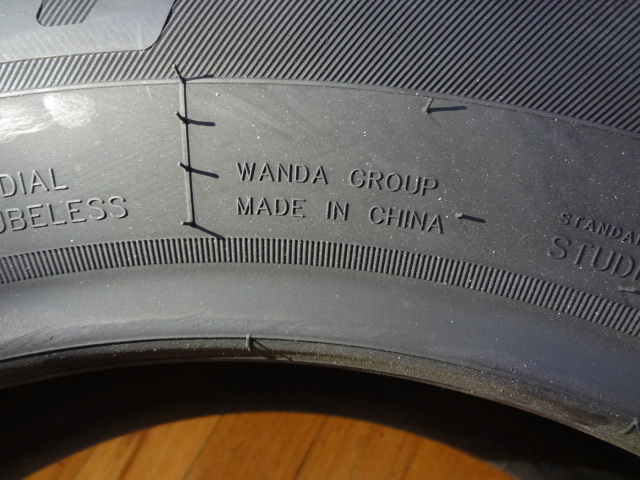 DIAL
UBELESS
WANDA GROUP
MADE IN CHINA
STANDA
STUD